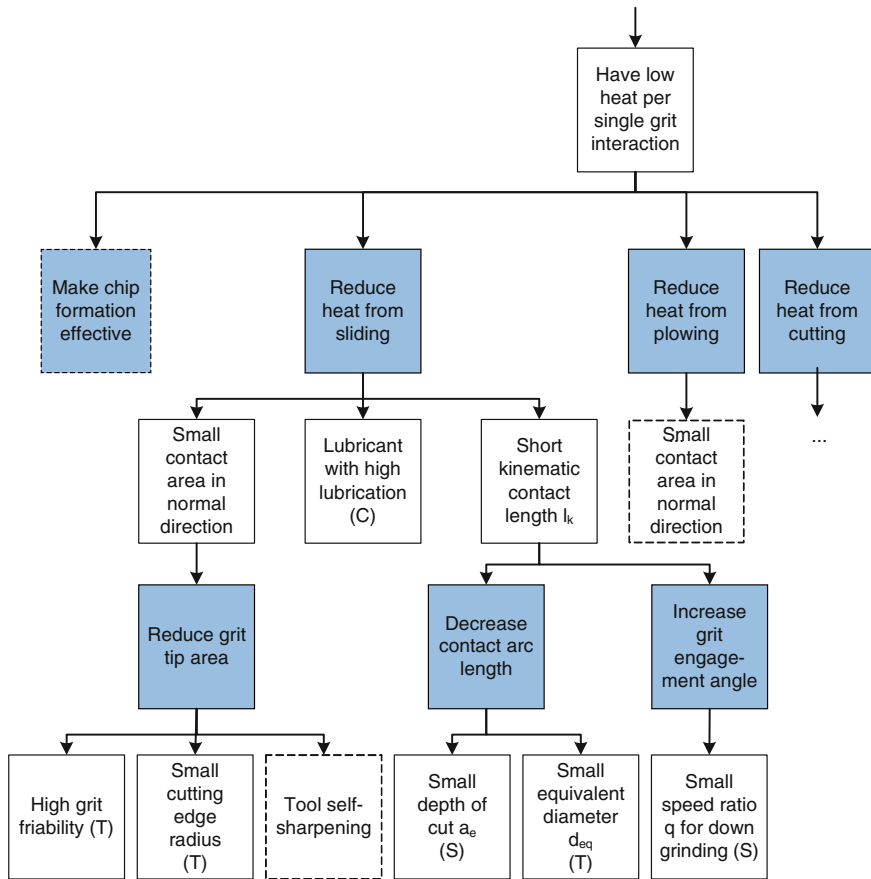 Have low
heat per
single grit
interaction
Make chip
formation
effective
Reduce
heat from
sliding
Reduce
heat from
plowing
Reduce
heat from
cutting
Small
contact
area in
normal
direction
Lubricant
with high
lubrication
(C)
Short
kinematic
contact
length lₖ
Small
contact
area in
normal
direction
...
Reduce grit
tip area
Decrease
contact arc
length
Increase
grit
engage-
ment angle
High grit
friability (T)
Small
cutting
edge
radius
(T)
Tool self-
sharpening
Small
depth of
cut aₑ
(S)
Small
equivalent
diameter
d_eq
(T)
Small
speed ratio
q for down
grinding (S)